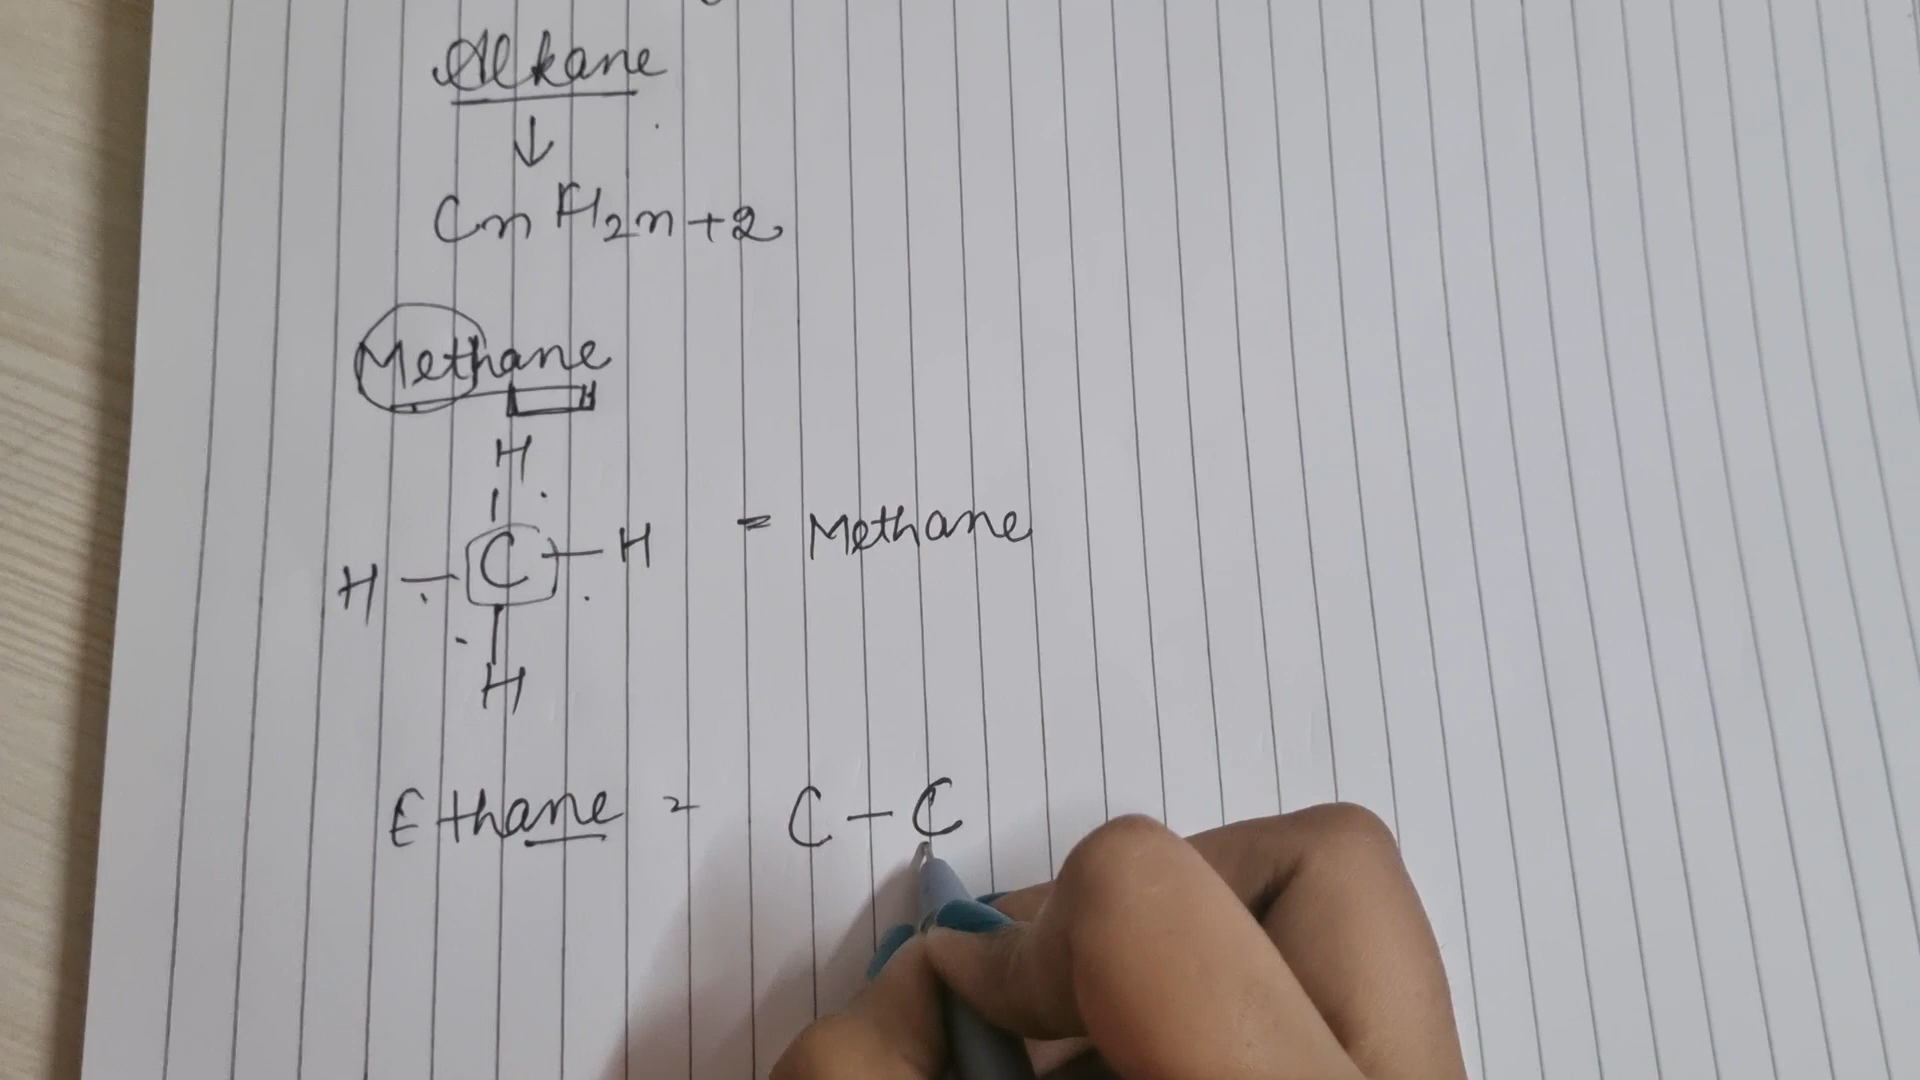 Alkane
↓
CnH2n+2
Methane
H
H - C - H = Methane
H
Ethane = C - C